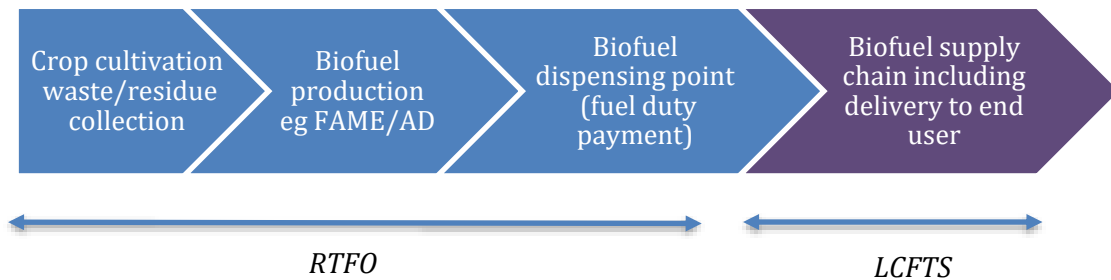 Crop cultivation
waste/residue
collection
Biofuel
production
eg FAME/AD
Biofuel
dispensing point
(fuel duty
payment)
Biofuel supply
chain including
delivery to end
user
RTFO
LCFTS